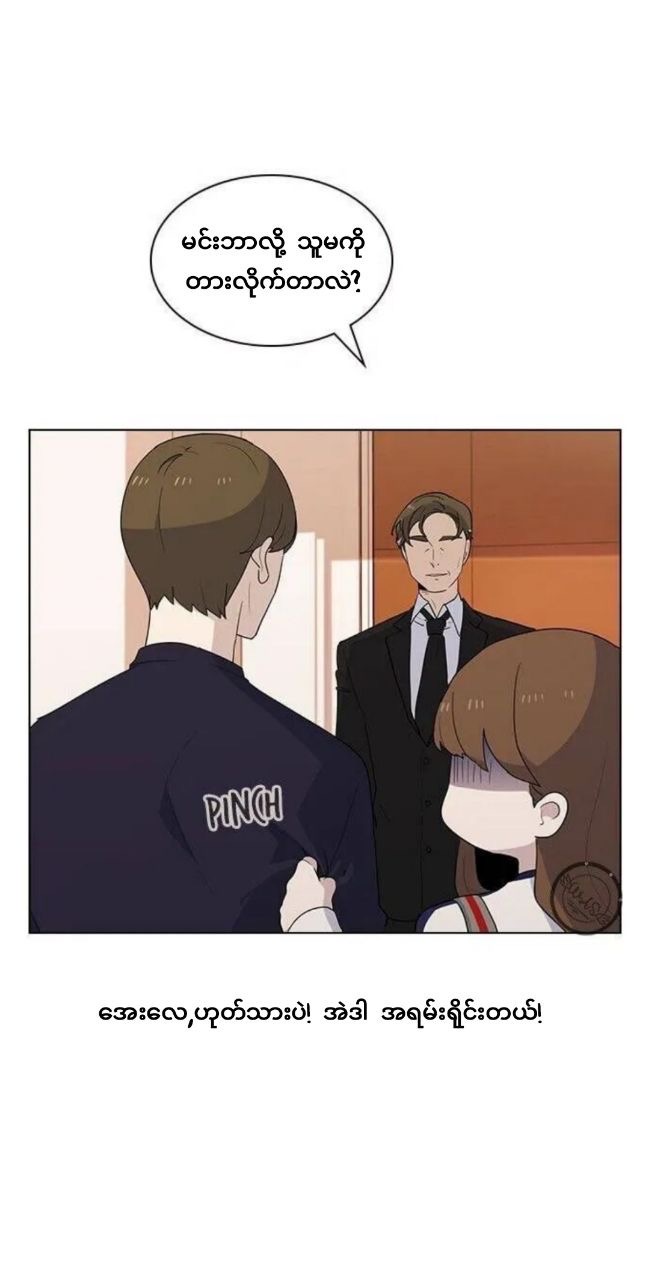 မင်းဘာလို့ သူမကို
တားလိုက်တာလဲ?
PINCH
အေးလေ,ဟုတ်သားပဲ! အဲဒါ အရမ်းရိုင်းတယ်!